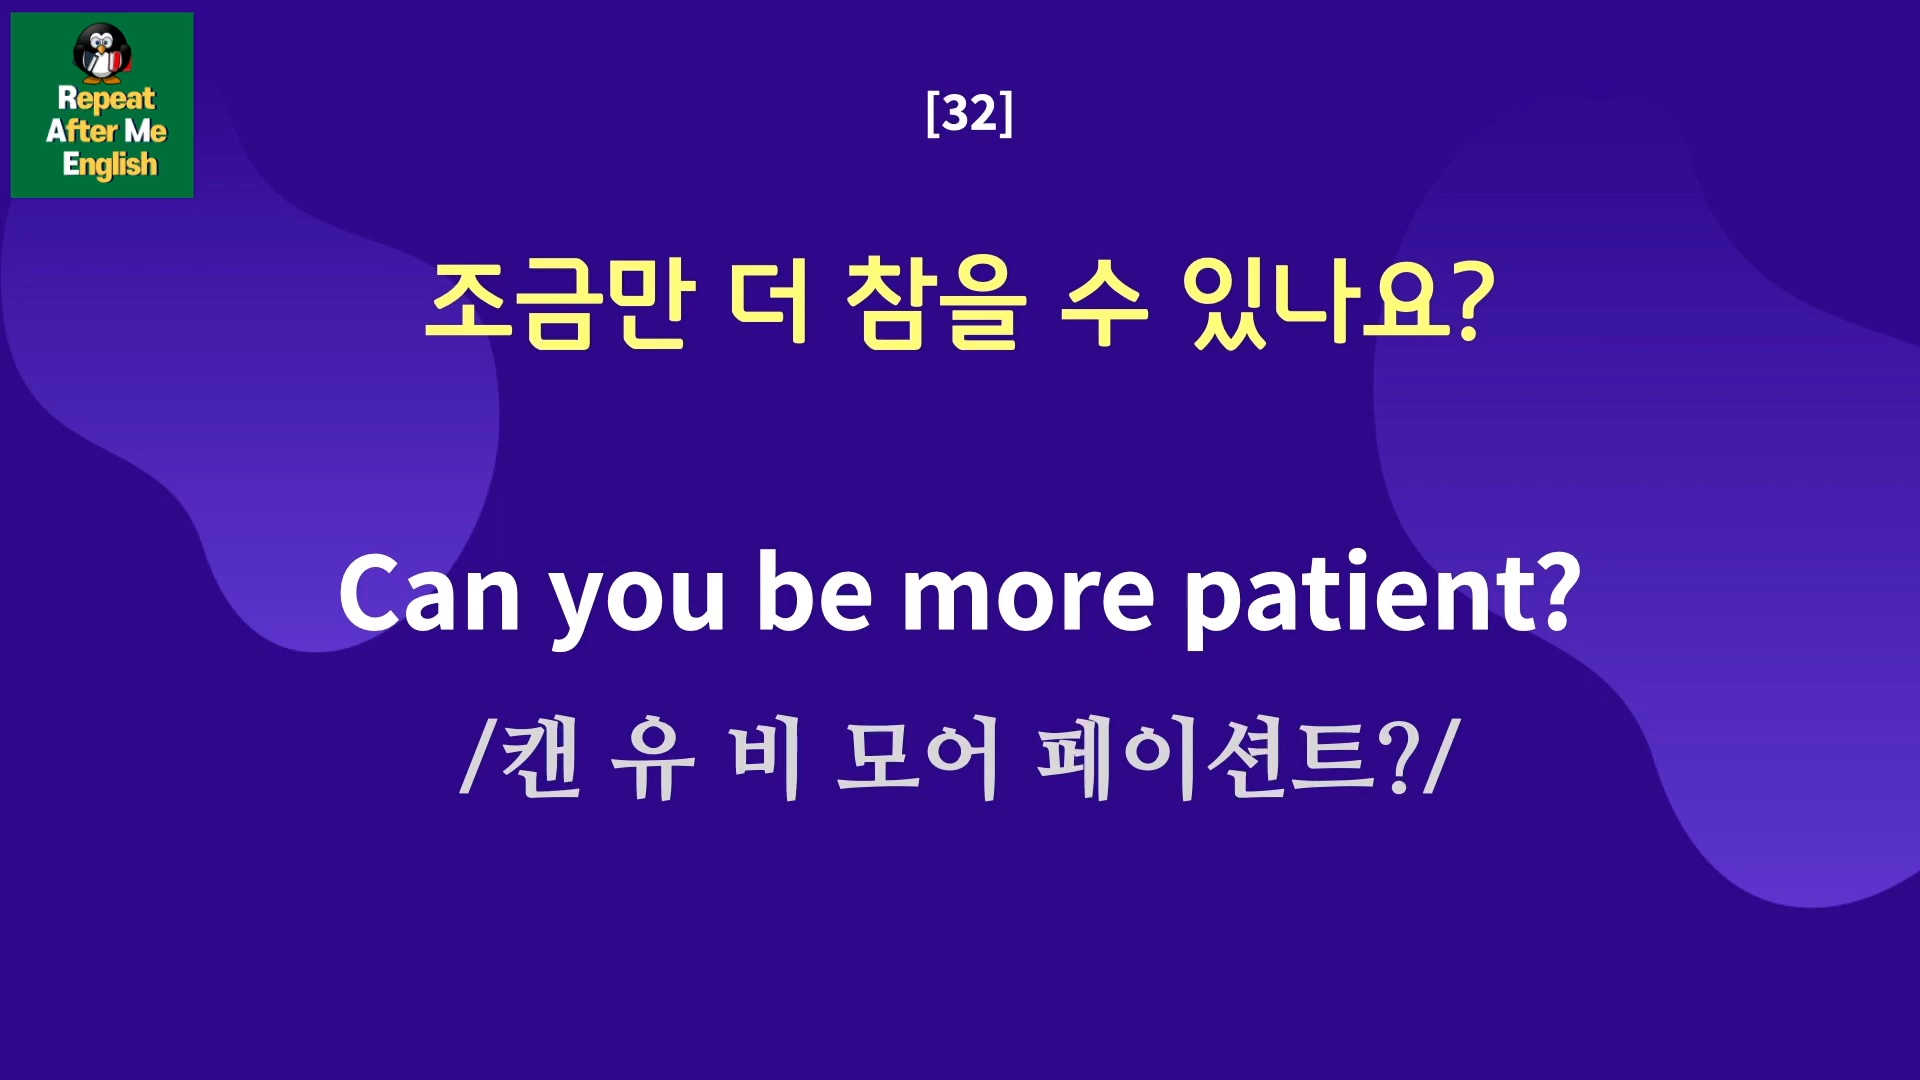 Repeat
After Me
English
[32]
조금만 더 참을 수 있나요?
Can you be more patient?
/캔 유 비 모어 페이션트?/